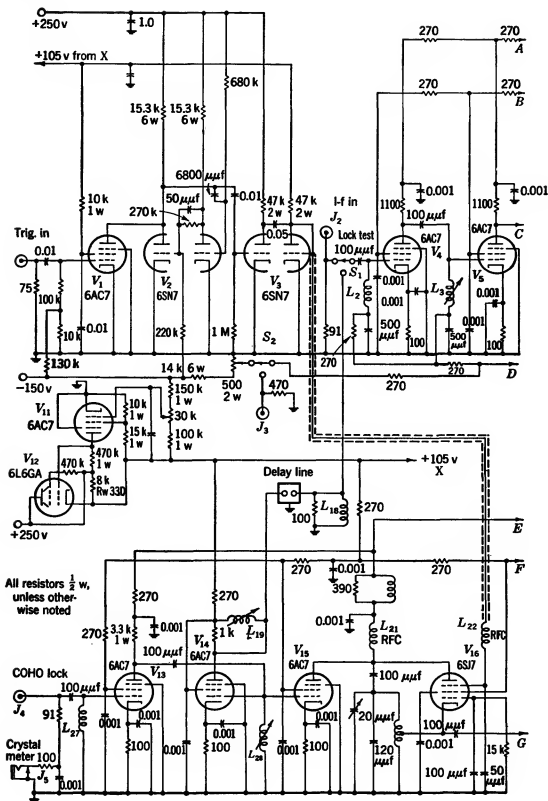 +250 v
1.0
+105 v from X
680 k
15.3 k
6 w
15.3 k
6 w
270
A
270
270
B
270
6800 μμf
50 μμf
270 k
0.01
47 k
2 w
47 k
2 w
0.05
I-f in
J2
Lock test
100 μμf
S1
1100
0.001
100 μμf
1100
0.001
10 k
1 w
Trig. in
0.01
V1
6AC7
V2
6SN7
V3
6SN7
6AC7
V4
C
V5
6AC7
75
100 k
10 k
0.01
220 k
1 M
S2
91
270
L2
0.001
0.001
500 μμf
100
L3
0.001
500 μμf
100
130 k
-150 v
14 k 6 w
500
2 w
470
J3
270
270
D
V11
6AC7
10 k
1 w
15 k
1 w
150 k
1 w
30 k
100 k
1 w
V12
6L6GA
470 k
470 k
1 w
8 k
Rw 33D
+250 v
Delay line
100
L18
+105 v
X
270
E
270
0.001
270
F
All resistors 1/2 w,
unless other-
wise noted
270
270
390
0.001
L21
RFC
L22
RFC
270
3.3 k
1 w
0.001
1 k
L19
100 μμf
6AC7
V13
V14
6AC7
V15
6AC7
V16
6SJ7
COHO lock
J4
100 μμf
91
L27
0.001
0.001
100
0.001
0.001
100
L28
0.001
0.001
100
100 μμf
20 μμf
120 μμf
0.001
100 μμf
G
15 k
100 μμf
50 μμf
Crystal
meter
100
J5
0.001